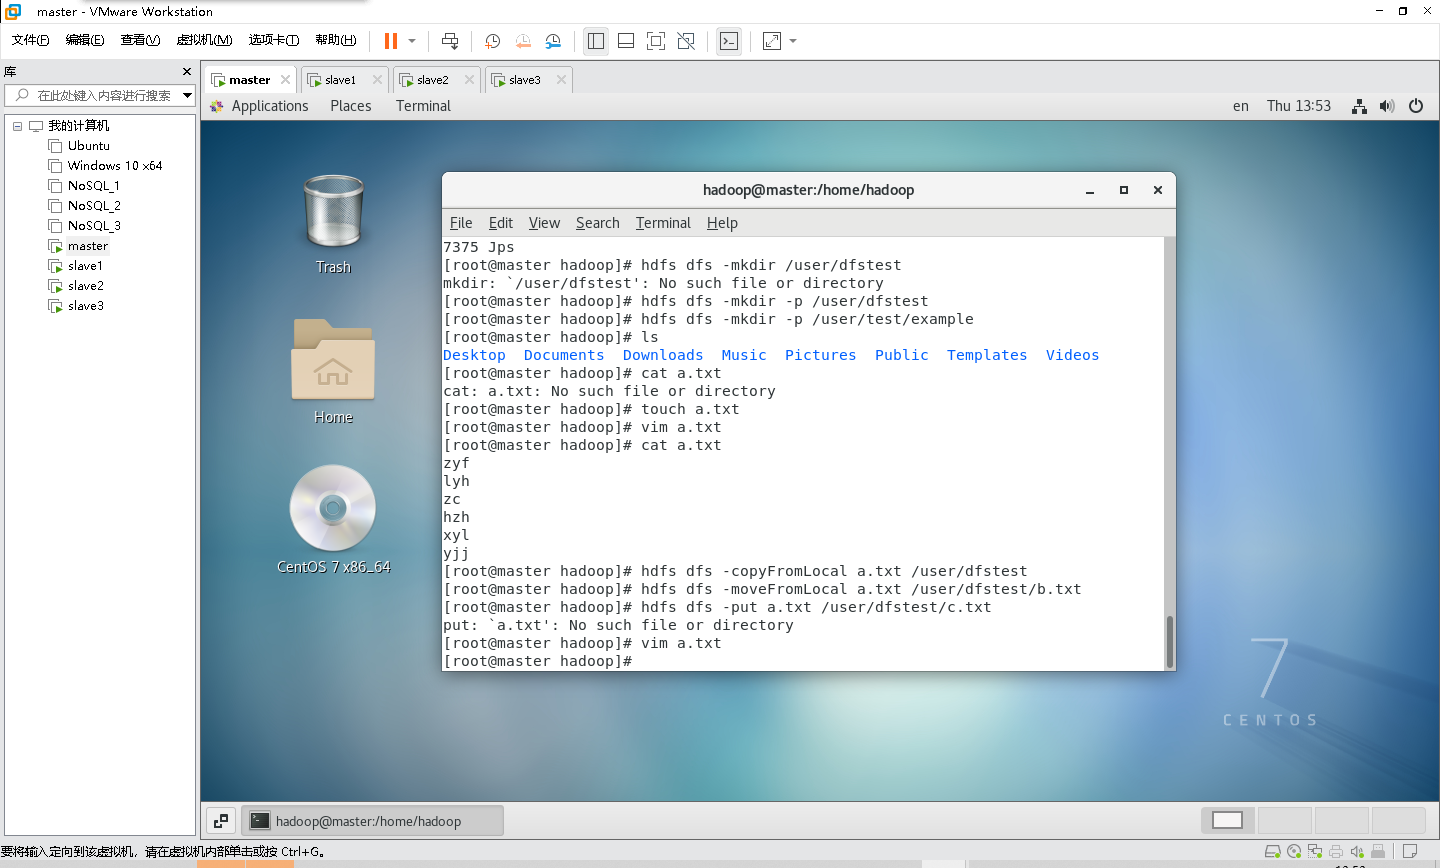 master - VMware Workstation
文件(F) 编辑(E) 查看(V) 虚拟机(M) 选项卡(T) 帮助(H)
库
在此处键入内容进行搜索
我的计算机
Ubuntu
Windows 10 x64
NoSQL_1
NoSQL_2
NoSQL_3
master
slave1
slave2
slave3
master slave1 slave2 slave3
Applications Places Terminal en Thu 13:53
Trash
Home
CentOS 7 x86_64
hadoop@master:/home/hadoop
File Edit View Search Terminal Help
7375 Jps
[root@master hadoop]# hdfs dfs -mkdir /user/dfstest
mkdir: `/user/dfstest': No such file or directory
[root@master hadoop]# hdfs dfs -mkdir -p /user/dfstest
[root@master hadoop]# hdfs dfs -mkdir -p /user/test/example
[root@master hadoop]# ls
Desktop Documents Downloads Music Pictures Public Templates Videos
[root@master hadoop]# cat a.txt
cat: a.txt: No such file or directory
[root@master hadoop]# touch a.txt
[root@master hadoop]# vim a.txt
[root@master hadoop]# cat a.txt
zyf
lyh
zc
hzh
xyl
yjj
[root@master hadoop]# hdfs dfs -copyFromLocal a.txt /user/dfstest
[root@master hadoop]# hdfs dfs -moveFromLocal a.txt /user/dfstest/b.txt
[root@master hadoop]# hdfs dfs -put a.txt /user/dfstest/c.txt
put: `a.txt': No such file or directory
[root@master hadoop]# vim a.txt
[root@master hadoop]#
7
CENTOS
hadoop@master:/home/hadoop
要将输入定向到该虚拟机，请在虚拟机内部单击或按 Ctrl+G。